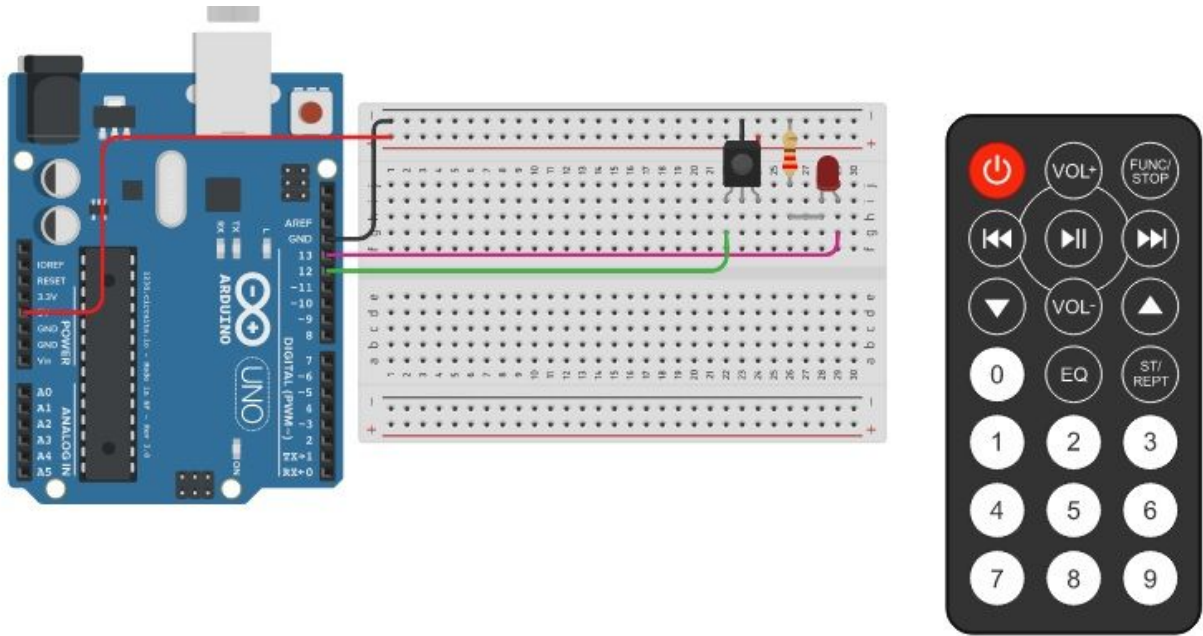 AREF
GND
13
12
~11
~10
~9
8
7
~6
~5
4
~3
2
TX→1
RX←0
DIGITAL (PWM~)
IOREF
RESET
3.3V
GND
GND
Vin
POWER
A0
A1
A2
A3
A4
A5
ANALOG IN
TX
RX
L
ON
ARDUINO
UNO
VOL+
FUNC/
STOP
VOL-
0
EQ
ST/
REPT
1 2 3
4 5 6
7 8 9